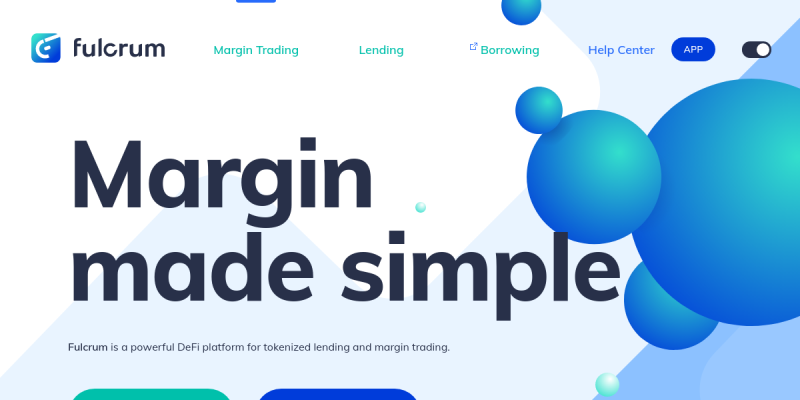 fulcrum
Margin Trading
Lending
Borrowing
Help Center
APP
Margin
made simple
Fulcrum is a powerful DeFi platform for tokenized lending and margin trading.